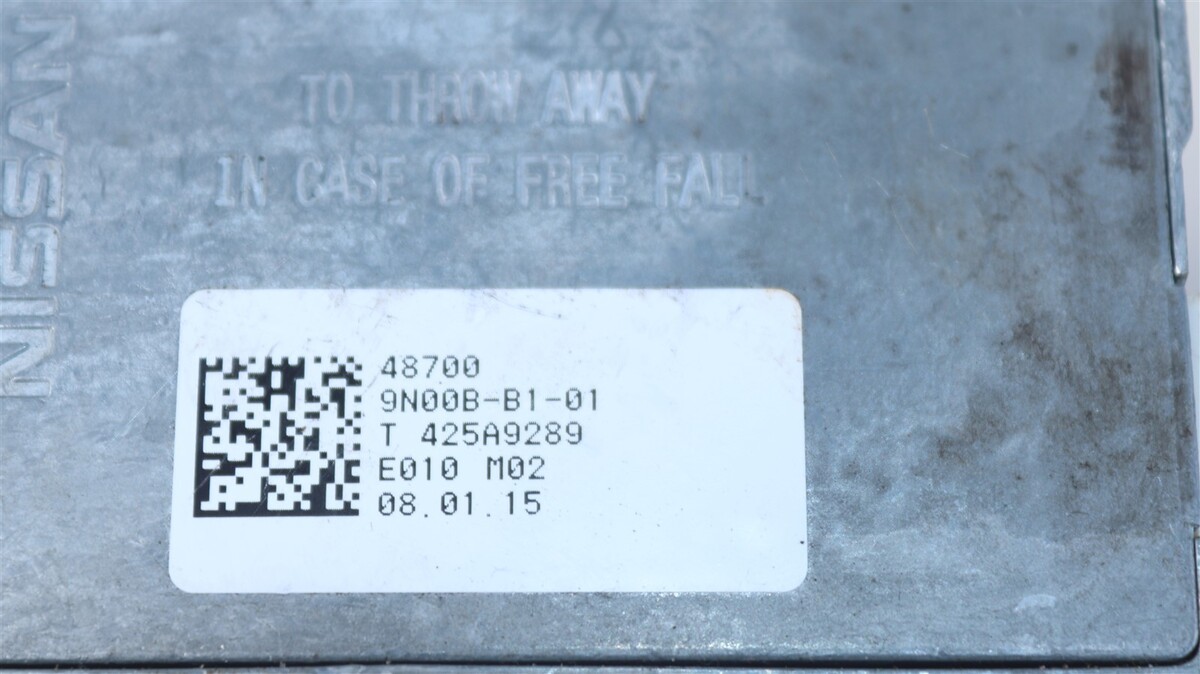 NISSAN
TO THROW AWAY
IN CASE OF FREE FALL
48700
9N00B-B1-01
T 425A9289
E010 M02
08.01.15